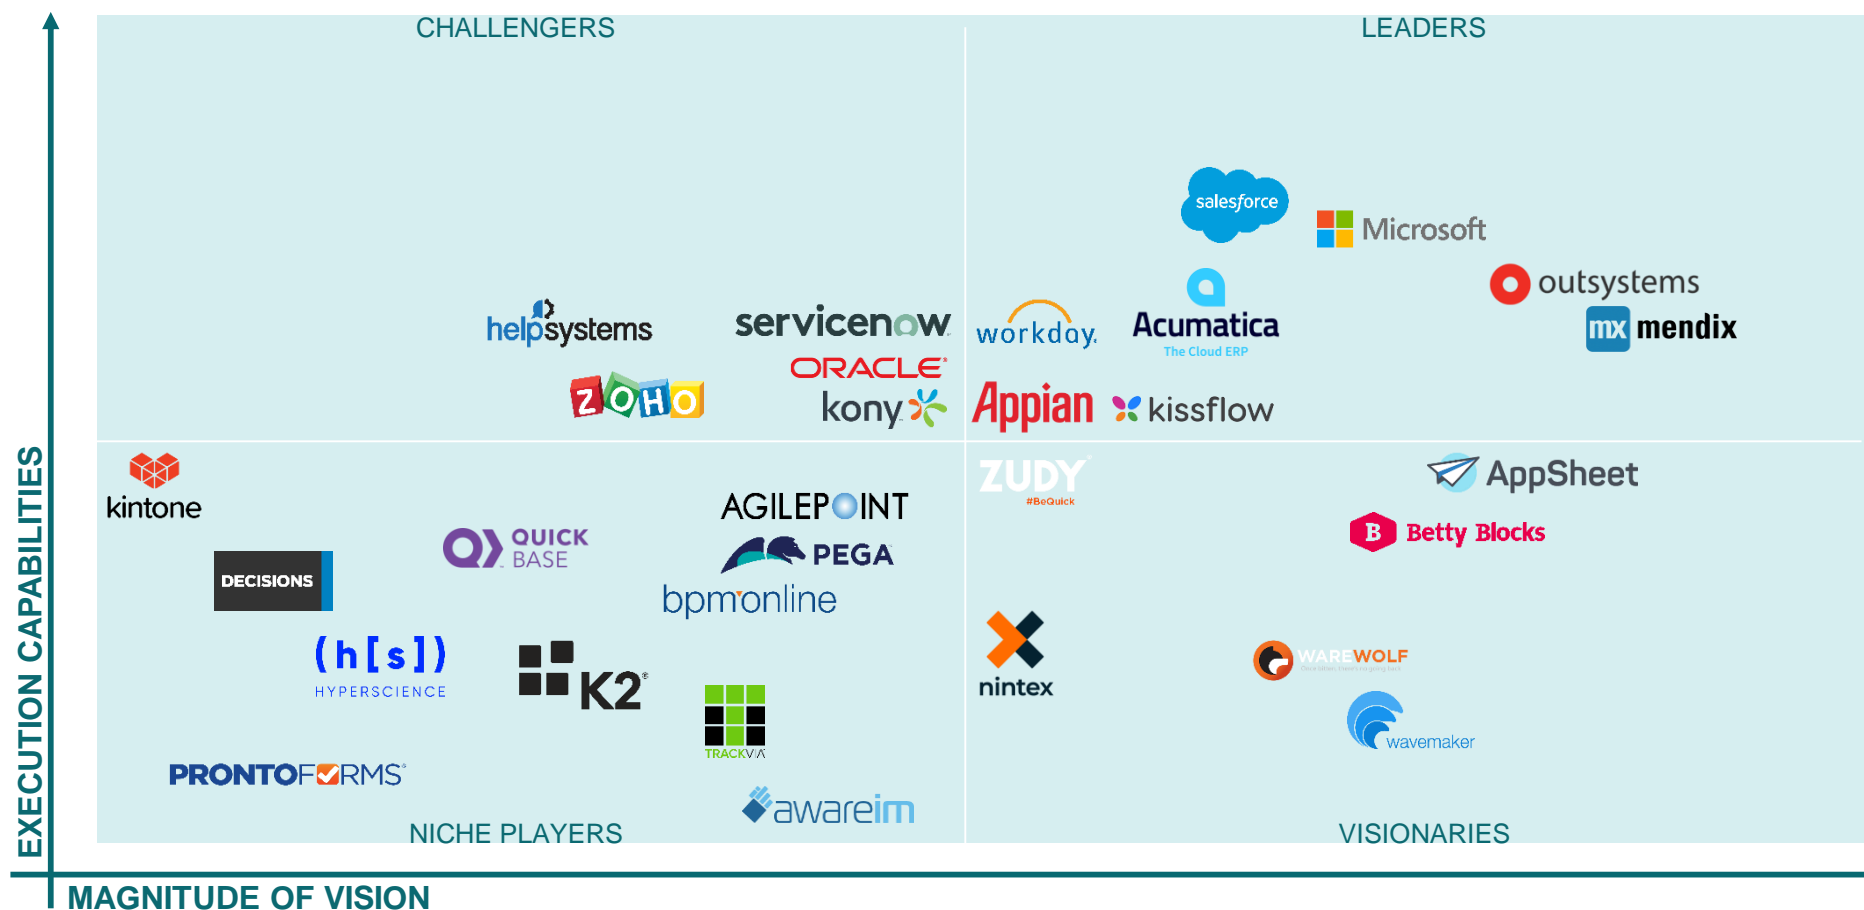 CHALLENGERS
LEADERS
salesforce
Microsoft
outsystems
mx mendix
helpsystems
servicenow
workday.
Acumatica
The Cloud ERP
ORACLE
ZOHO
kony
Appian
kissflow
EXECUTION CAPABILITIES
kintone
AGILEPOINT
ZUDY
#BeQuick
AppSheet
QUICK
BASE
PEGA
B Betty Blocks
DECISIONS
bpm'online
(h[s])
HYPERSCIENCE
K2
nintex
WAREWOLF
TRACKVIA
wavemaker
PRONTOFORMS
awareim
NICHE PLAYERS
VISIONARIES
MAGNITUDE OF VISION